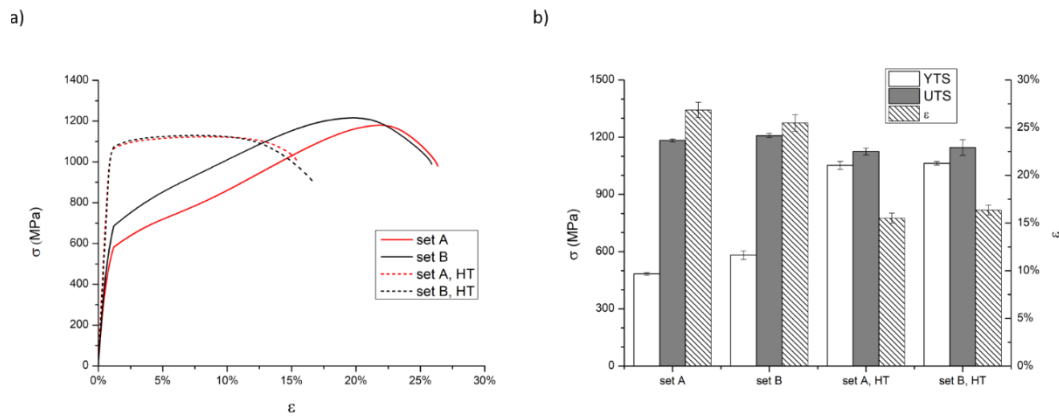 a)
1400
1200
1000
800
600
400
200
0
σ (MPa)
0% 5% 10% 15% 20% 25% 30%
ε
set A
set B
set A, HT
set B, HT
b)
1500
1200
900
600
300
0
σ (MPa)
YTS
UTS
ε
30%
25%
20%
15%
10%
5%
0%
ε
set A set B set A, HT set B, HT